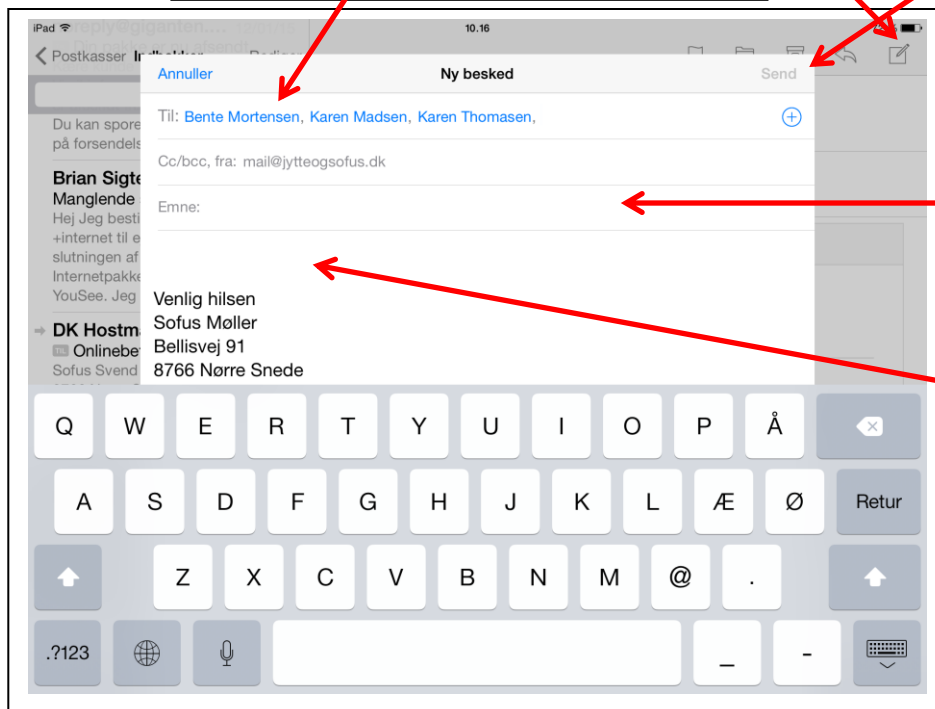 iPad 10.16
Postkasser
Annuller Ny besked Send
Til: Bente Mortensen, Karen Madsen, Karen Thomasen,
Cc/bcc, fra: mail@jytteogsofus.dk
Emne:
Du kan spore
på forsendels
Brian Sigte
Manglende
Hej Jeg besti
+internet til e
slutningen af
Internetpakke
YouSee. Jeg
DK Hostm
TIL Onlinebe
Sofus Svend
Venlig hilsen
Sofus Møller
Bellisvej 91
8766 Nørre Snede
Q W E R T Y U I O P Å
A S D F G H J K L Æ Ø Retur
Z X C V B N M @ .
.?123 _ -